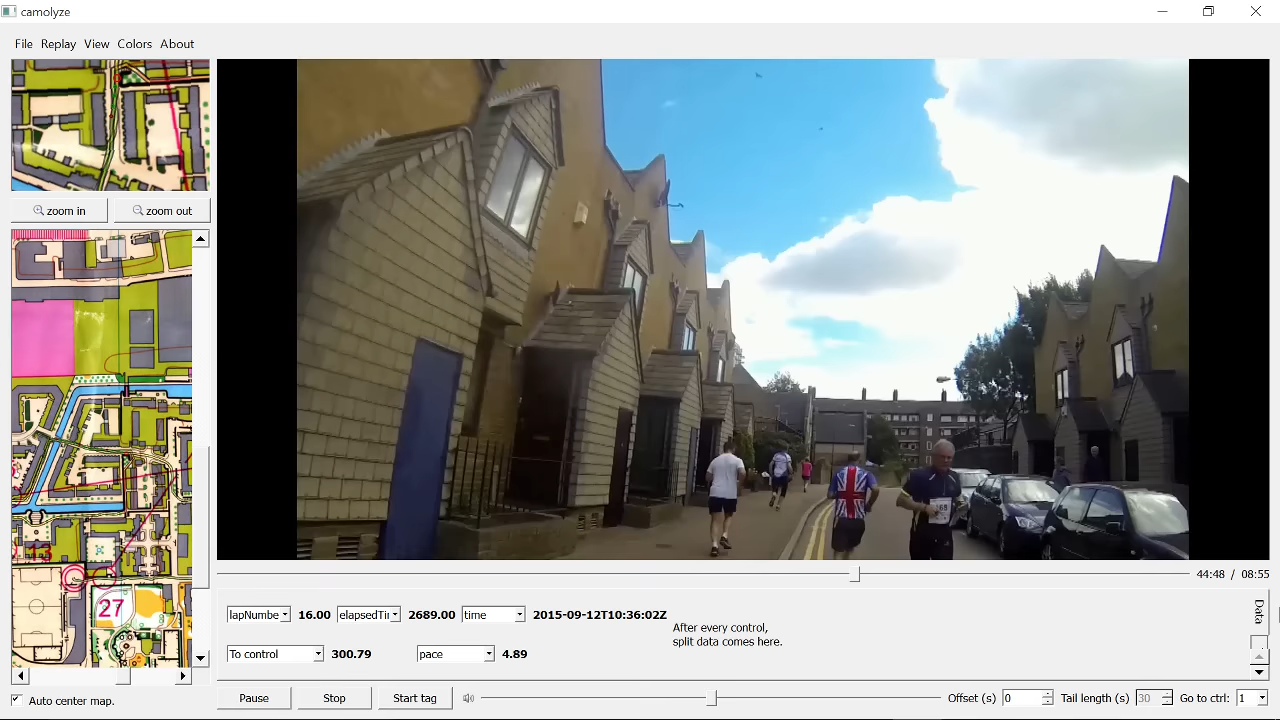 camolyze
File Replay View Colors About
zoom in zoom out
27
44:48 / 08:55
lapNumbe 16.00 elapsedTii 2689.00 time 2015-09-12T10:36:02Z
After every control,
split data comes here.
To control 300.79 pace 4.89
Data
Auto center map.
Pause Stop Start tag Offset (s) 0 Tail length (s) 30 Go to ctrl: 1